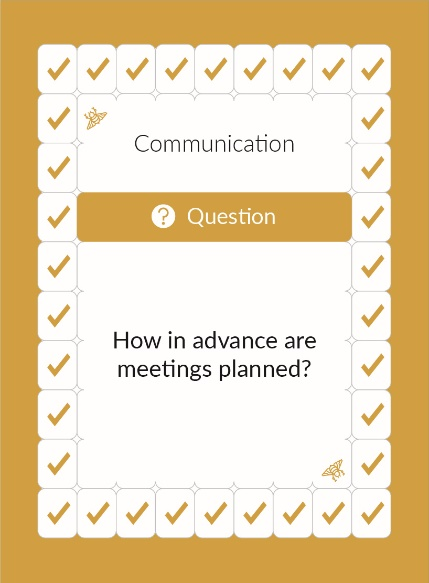 Communication
? Question
How in advance are
meetings planned?